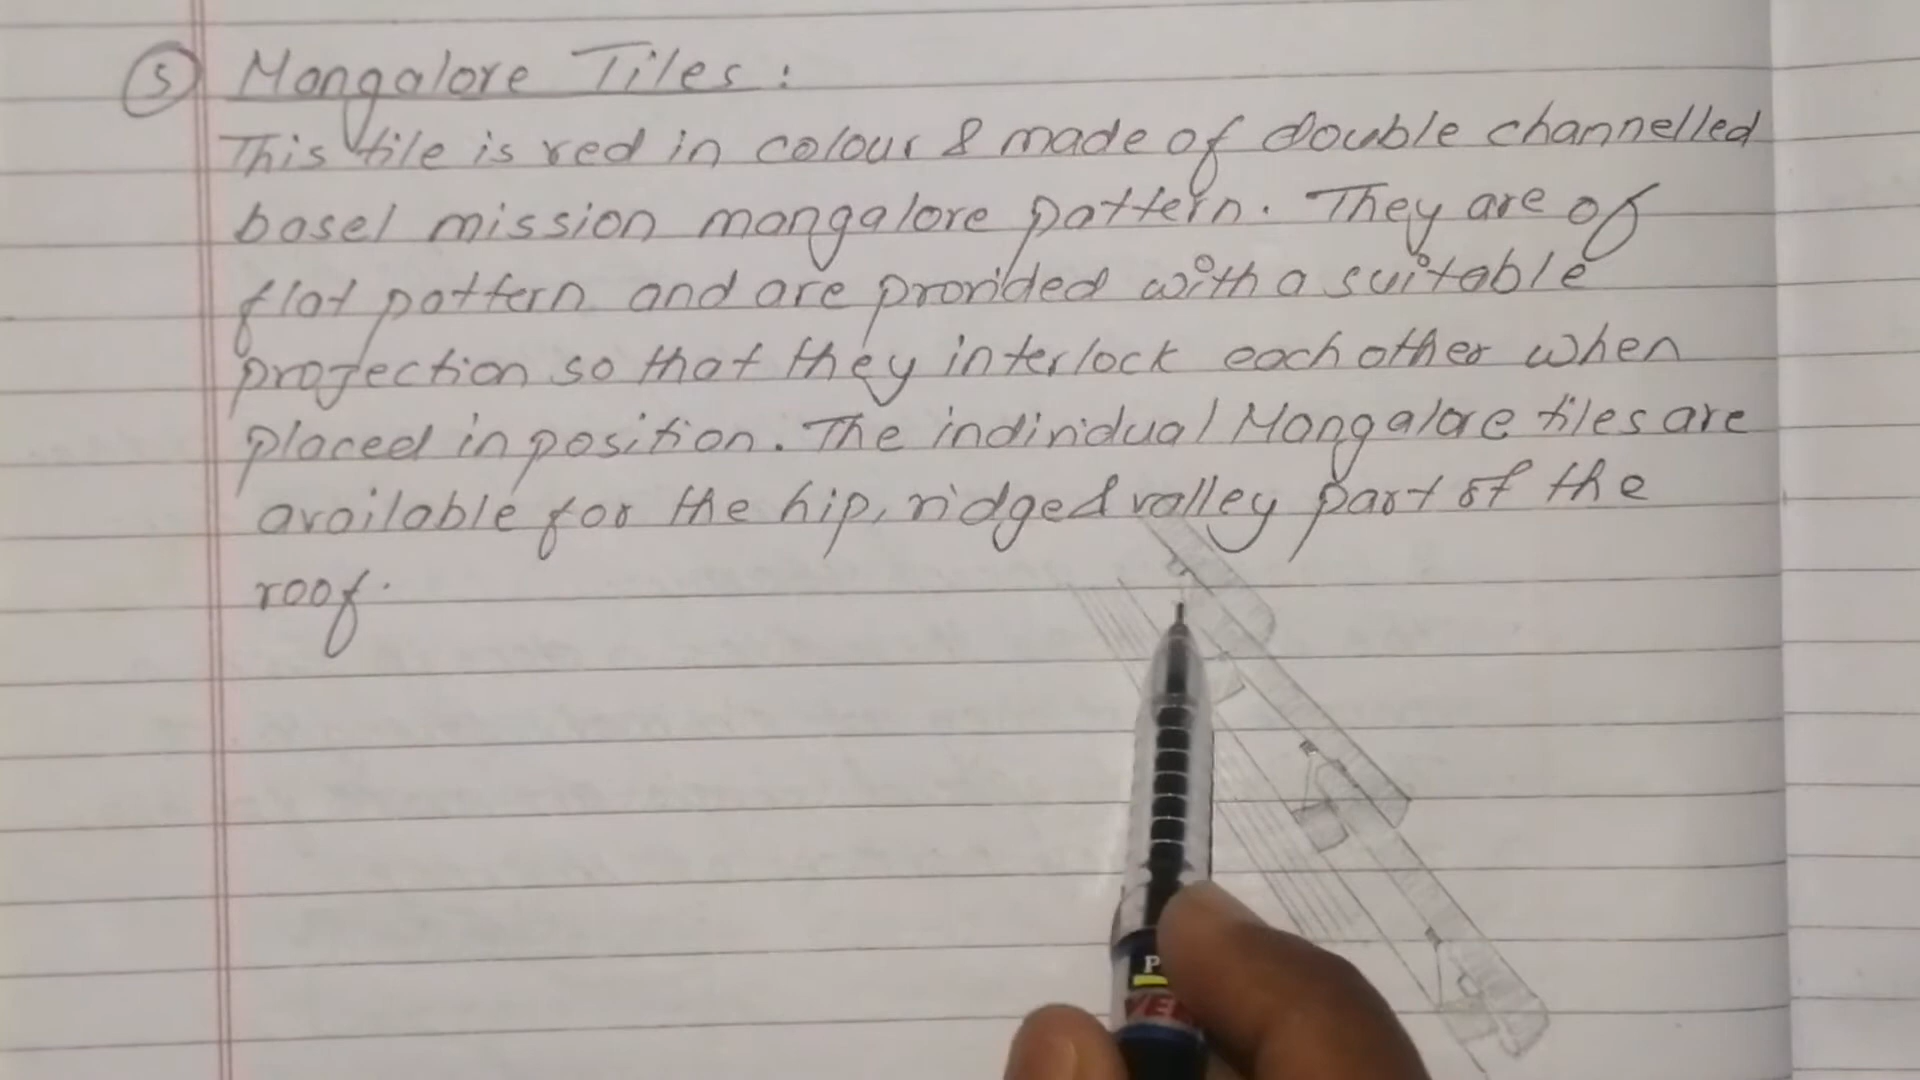 5 Mangalore Tiles:
This tile is red in colour & made of double channelled
basel mission mangalore pattern. They are of
flat pattern and are provided with a suitable
projection so that they interlock each other when
placed in position. The individual Mangalore tiles are
available for the hip, ridged valley part of the
roof.
P